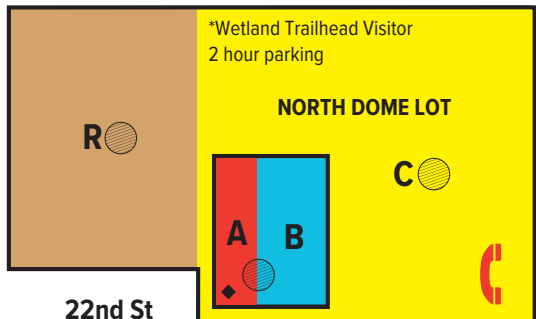 *Wetland Trailhead Visitor
2 hour parking
NORTH DOME LOT
R
C
A
B
22nd St